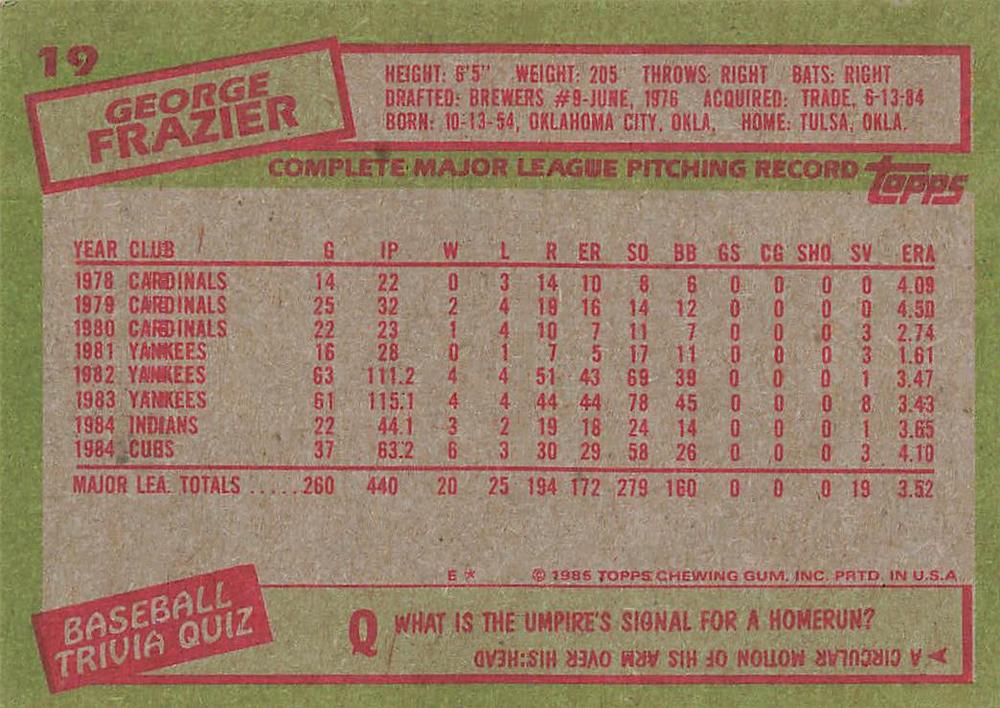 19
GEORGE
FRAZIER
HEIGHT: 6'5" WEIGHT: 205 THROWS: RIGHT BATS: RIGHT
DRAFTED: BREWERS #9-JUNE, 1976 ACQUIRED: TRADE, 6-13-84
BORN: 10-13-54, OKLAHOMA CITY, OKLA. HOME: TULSA, OKLA.
COMPLETE MAJOR LEAGUE PITCHING RECORD
topps
YEAR CLUB G IP W L R ER SO BB GS CG SHO SV ERA
1978 CARDINALS 14 22 0 3 14 10 8 6 0 0 0 0 4.09
1979 CARDINALS 25 32 2 4 18 16 14 12 0 0 0 0 4.50
1980 CARDINALS 22 23 1 4 10 7 11 7 0 0 0 3 2.74
1981 YANKEES 16 28 0 1 7 5 17 11 0 0 0 3 1.61
1982 YANKEES 63 111.2 4 4 51 43 69 39 0 0 0 1 3.47
1983 YANKEES 61 115.1 4 4 44 44 78 45 0 0 0 8 3.43
1984 INDIANS 22 44.1 3 2 19 18 24 14 0 0 0 1 3.65
1984 CUBS 37 63.2 6 3 30 29 58 26 0 0 0 3 4.10
MAJOR LEA. TOTALS ......260 440 20 25 194 172 279 160 0 0 0 19 3.52
E * © 1985 TOPPS CHEWING GUM, INC. PRTD. IN U.S.A
BASEBALL
TRIVIA QUIZ
Q WHAT IS THE UMPIRE'S SIGNAL FOR A HOMERUN?
A CIRCULAR MOTION OF HIS ARM OVER HIS:HEAD